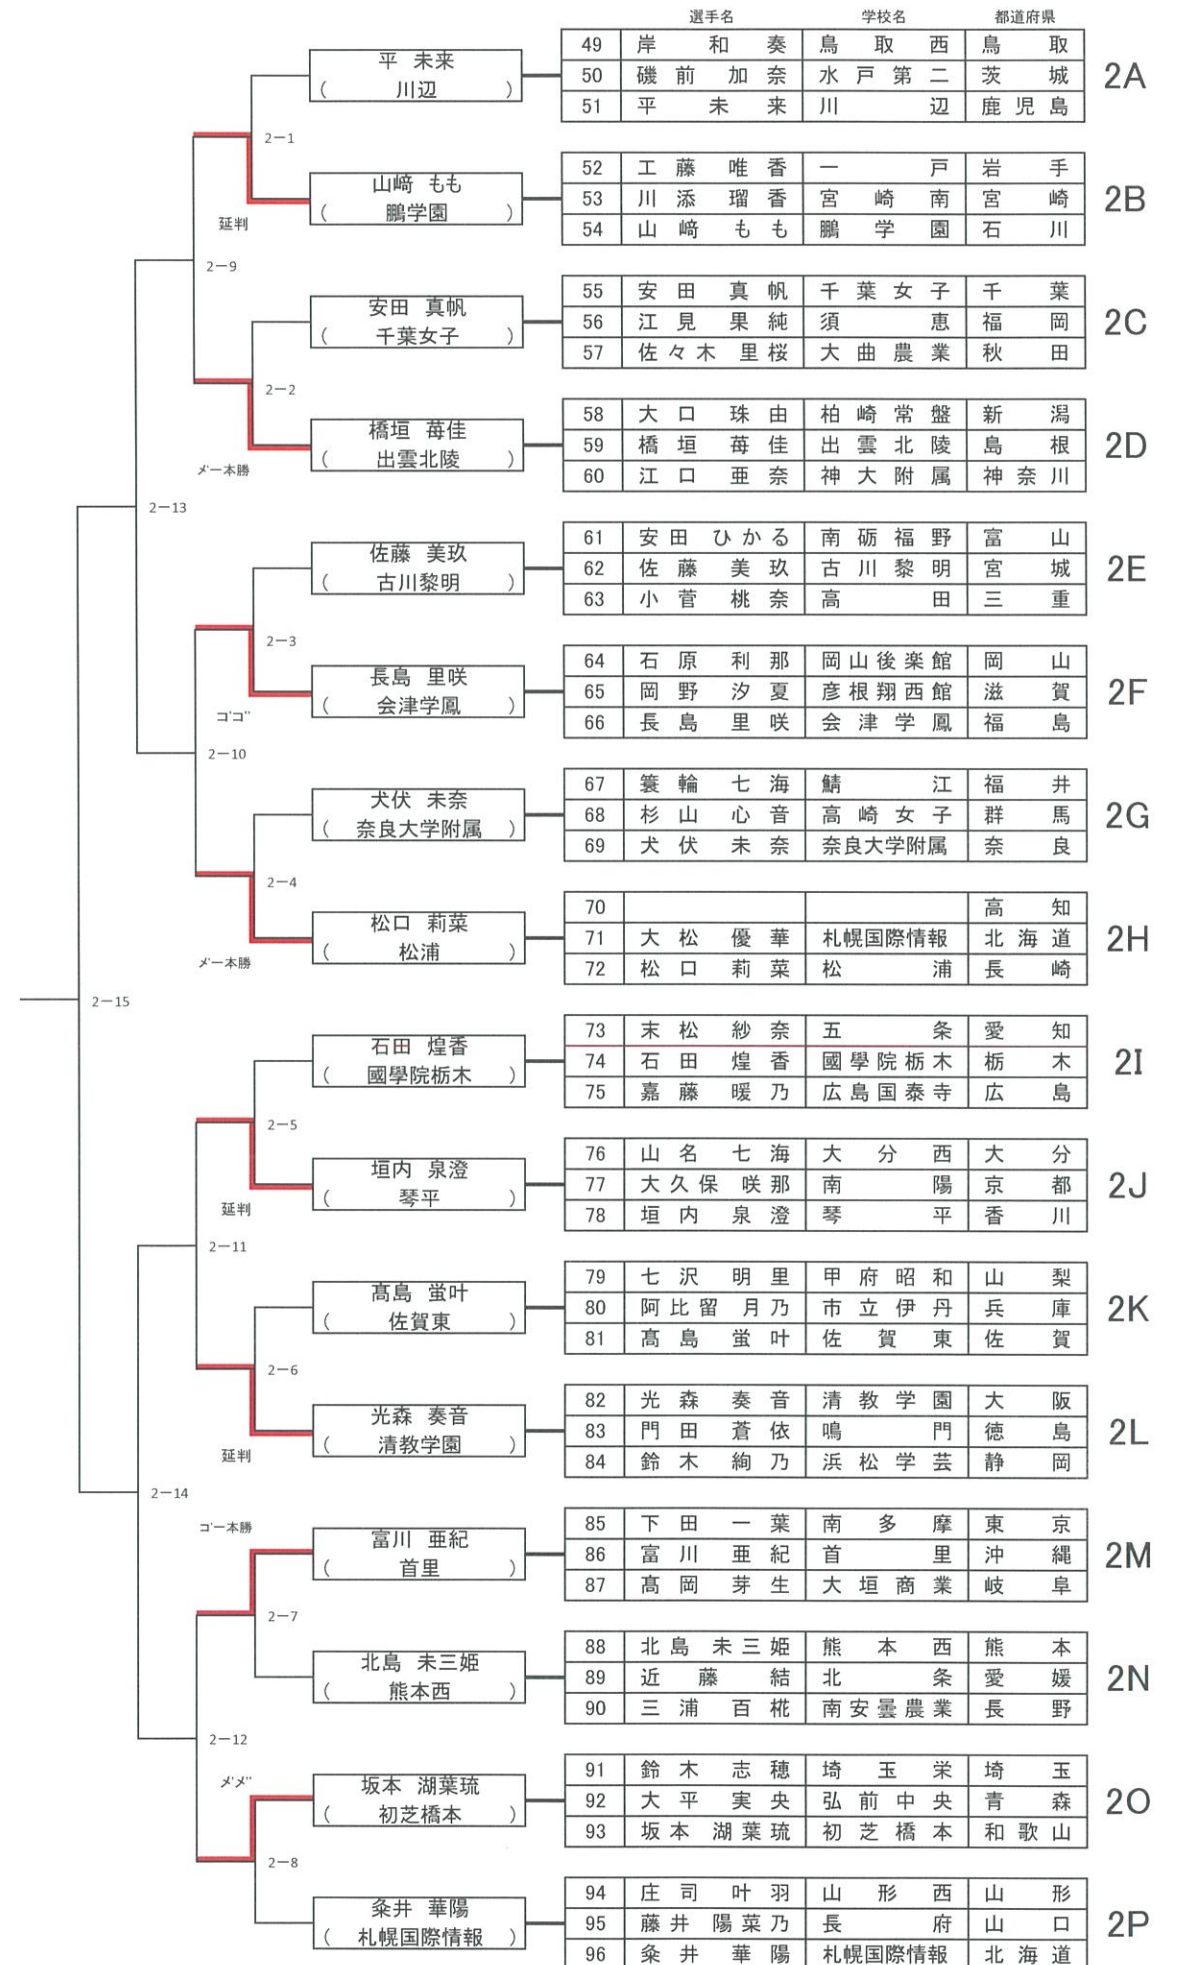 選手名 学校名 都道府県
49 岸 和奏 鳥取西 鳥取
50 磯前 加奈 水戸第二 茨城
51 平 未来 川辺 鹿児島
2A
平 未来
( 川辺 )
2ー1
52 工藤 唯香 一戸 岩手
53 川添 瑠香 宮崎南 宮崎
54 山﨑 もも 鵬学園 石川
2B
山﨑 もも
( 鵬学園 )
延判
2ー9
55 安田 真帆 千葉女子 千葉
56 江見 果純 須恵 福岡
57 佐々木 里桜 大曲農業 秋田
2C
安田 真帆
( 千葉女子 )
2ー2
58 大口 珠由 柏崎常盤 新潟
59 橋垣 苺佳 出雲北陵 島根
60 江口 亜奈 神大附属 神奈川
2D
橋垣 苺佳
( 出雲北陵 )
メ'一本勝
2ー13
61 安田 ひかる 南砺福野 富山
62 佐藤 美玖 古川黎明 宮城
63 小菅 桃奈 高田 三重
2E
佐藤 美玖
( 古川黎明 )
2ー3
64 石原 利那 岡山後楽館 岡山
65 岡野 汐夏 彦根翔西館 滋賀
66 長島 里咲 会津学鳳 福島
2F
長島 里咲
( 会津学鳳 )
コ'コ''
2ー10
67 簑輪 七海 鯖江 福井
68 杉山 心音 高崎女子 群馬
69 犬伏 未奈 奈良大学附属 奈良
2G
犬伏 未奈
( 奈良大学附属 )
2ー4
70 高知
71 大松 優華 札幌国際情報 北海道
72 松口 莉菜 松浦 長崎
2H
松口 莉菜
( 松浦 )
メ'一本勝
2ー15
73 末松 紗奈 五条 愛知
74 石田 煌香 國學院栃木 栃木
75 嘉藤 暖乃 広島国泰寺 広島
2I
石田 煌香
( 國學院栃木 )
2ー5
76 山名 七海 大分西 大分
77 大久保 咲那 南陽 京都
78 垣内 泉澄 琴平 香川
2J
垣内 泉澄
( 琴平 )
延判
2ー11
79 七沢 明里 甲府昭和 山梨
80 阿比留 月乃 市立伊丹 兵庫
81 髙島 蛍叶 佐賀東 佐賀
2K
髙島 蛍叶
( 佐賀東 )
2ー6
82 光森 奏音 清教学園 大阪
83 門田 蒼依 鳴門 徳島
84 鈴木 絢乃 浜松学芸 静岡
2L
光森 奏音
( 清教学園 )
延判
2ー14
85 下田 一葉 南多摩 東京
86 富川 亜紀 首里 沖縄
87 髙岡 芽生 大垣商業 岐阜
2M
コ'一本勝
富川 亜紀
( 首里 )
2ー7
88 北島 未三姫 熊本西 熊本
89 近藤 結 北条 愛媛
90 三浦 百椛 南安曇農業 長野
2N
北島 未三姫
( 熊本西 )
2ー12
91 鈴木 志穂 埼玉栄 埼玉
92 大平 実央 弘前中央 青森
93 坂本 湖葉琉 初芝橋本 和歌山
2O
メ'メ''
坂本 湖葉琉
( 初芝橋本 )
2ー8
94 庄司 叶羽 山形西 山形
95 藤井 陽菜乃 長府 山口
96 粂井 華陽 札幌国際情報 北海道
2P
粂井 華陽
( 札幌国際情報 )